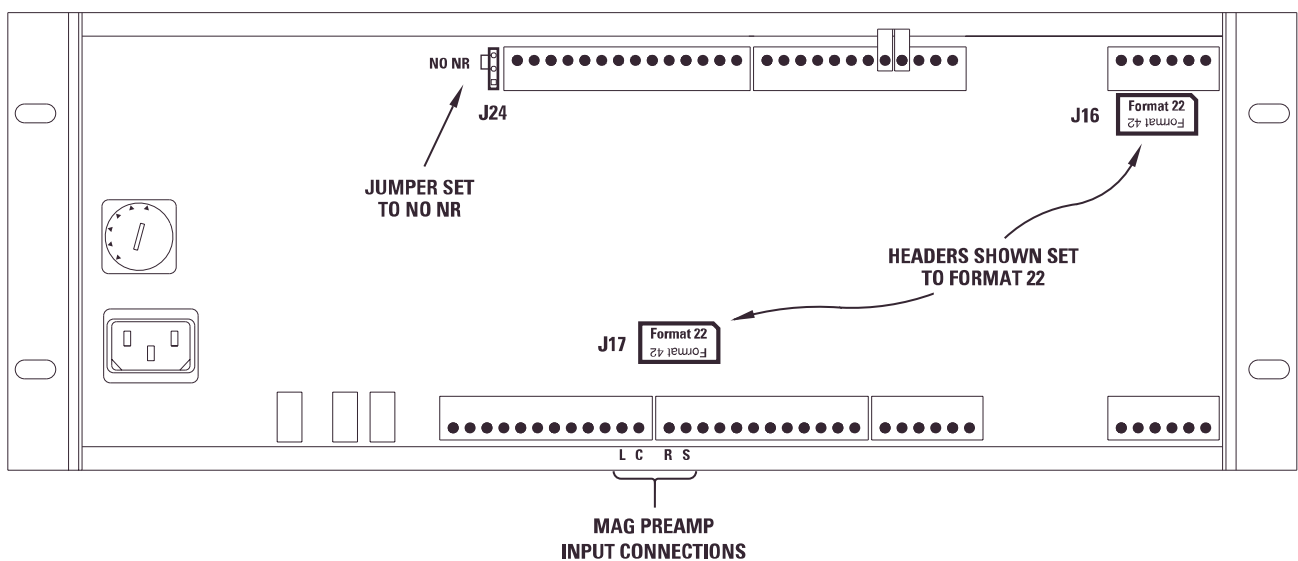 NO NR
J24
JUMPER SET
TO NO NR
J16
Format 22
Format 42
HEADERS SHOWN SET
TO FORMAT 22
J17
Format 22
Format 42
L C R S
MAG PREAMP
INPUT CONNECTIONS